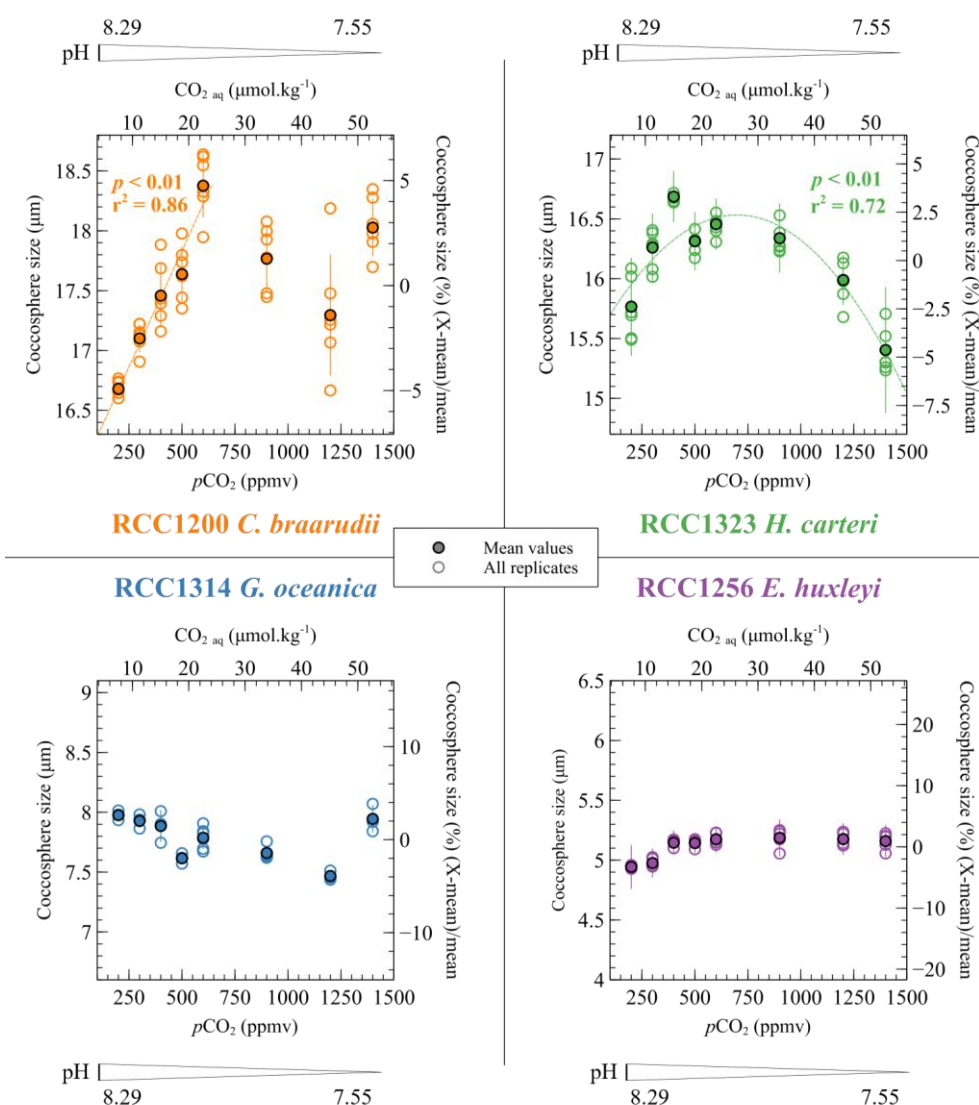 8.29 7.55
pH
CO2 aq (μmol.kg-1)
10 20 30 40 50
18.5
18
17.5
17
16.5
Coccosphere size (μm)
p < 0.01
r2 = 0.86
5
0
−5
Coccosphere size (%) (X-mean)/mean
250 500 750 1000 1250 1500
pCO2 (ppmv)
RCC1200 C. braarudii
8.29 7.55
pH
CO2 aq (μmol.kg-1)
10 20 30 40 50
17
16.5
16
15.5
15
Coccosphere size (μm)
p < 0.01
r2 = 0.72
5
2.5
0
−2.5
−5
−7.5
Coccosphere size (%) (X-mean)/mean
250 500 750 1000 1250 1500
pCO2 (ppmv)
RCC1323 H. carteri
Mean values
All replicates
RCC1314 G. oceanica
CO2 aq (μmol.kg-1)
10 20 30 40 50
9
8.5
8
7.5
7
Coccosphere size (μm)
10
0
−10
Coccosphere size (%) (X-mean)/mean
250 500 750 1000 1250 1500
pCO2 (ppmv)
pH
8.29 7.55
RCC1256 E. huxleyi
CO2 aq (μmol.kg-1)
10 20 30 40 50
6.5
6
5.5
5
4.5
4
Coccosphere size (μm)
20
10
0
−10
−20
Coccosphere size (%) (X-mean)/mean
250 500 750 1000 1250 1500
pCO2 (ppmv)
pH
8.29 7.55